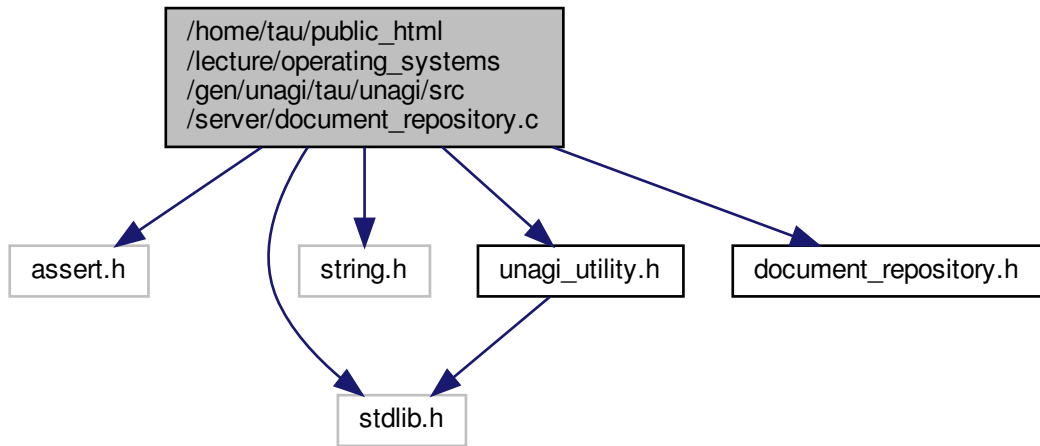 /home/tau/public_html
/lecture/operating_systems
/gen/unagi/tau/unagi/src
/server/document_repository.c
assert.h
string.h
unagi_utility.h
document_repository.h
stdlib.h